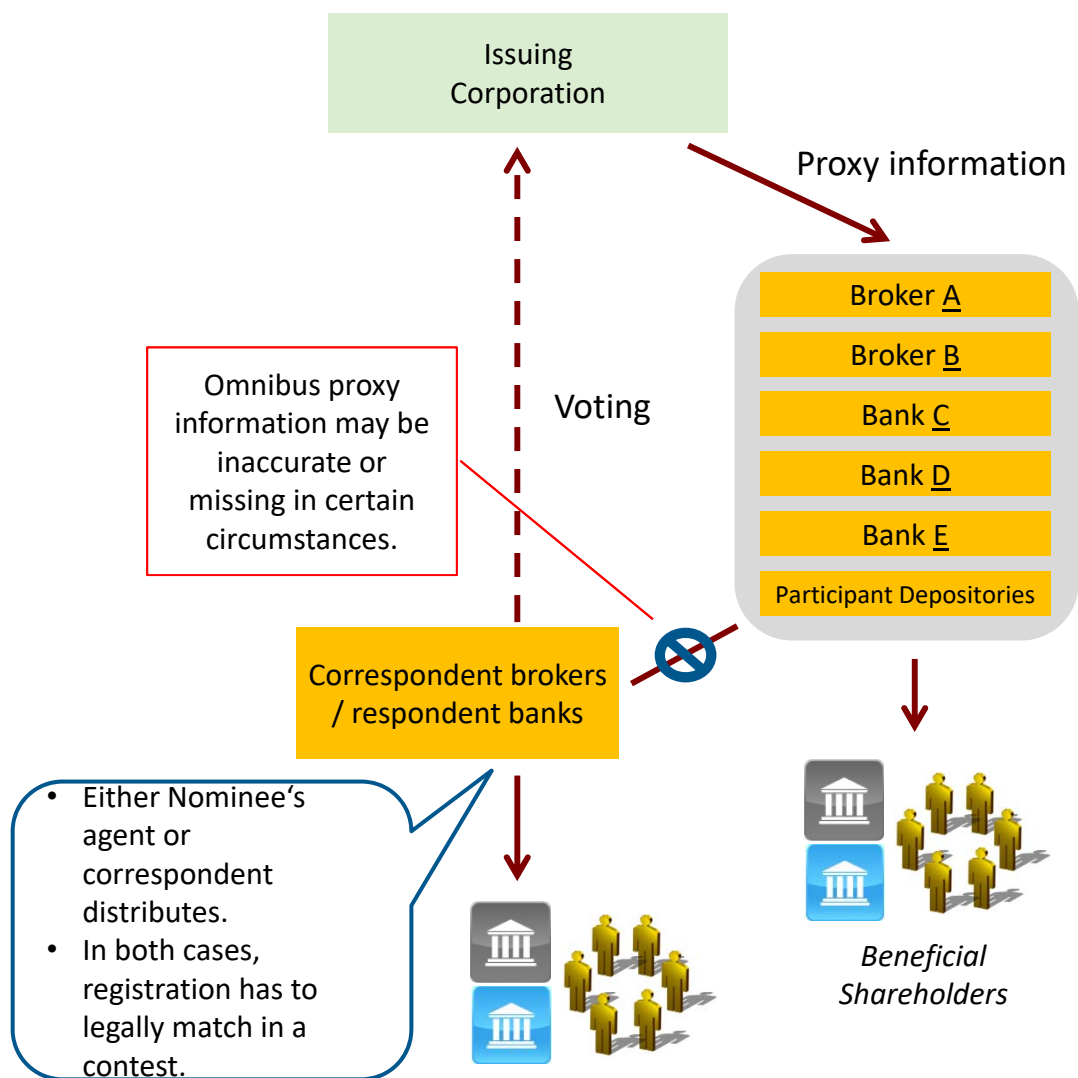 Issuing
Corporation
Proxy information
Broker A
Broker B
Bank C
Bank D
Bank E
Participant Depositories
Omnibus proxy
information may be
inaccurate or
missing in certain
circumstances.
Voting
Correspondent brokers
/ respondent banks
• Either Nominee‘s
agent or
correspondent
distributes.
• In both cases,
registration has to
legally match in a
contest.
Beneficial
Shareholders